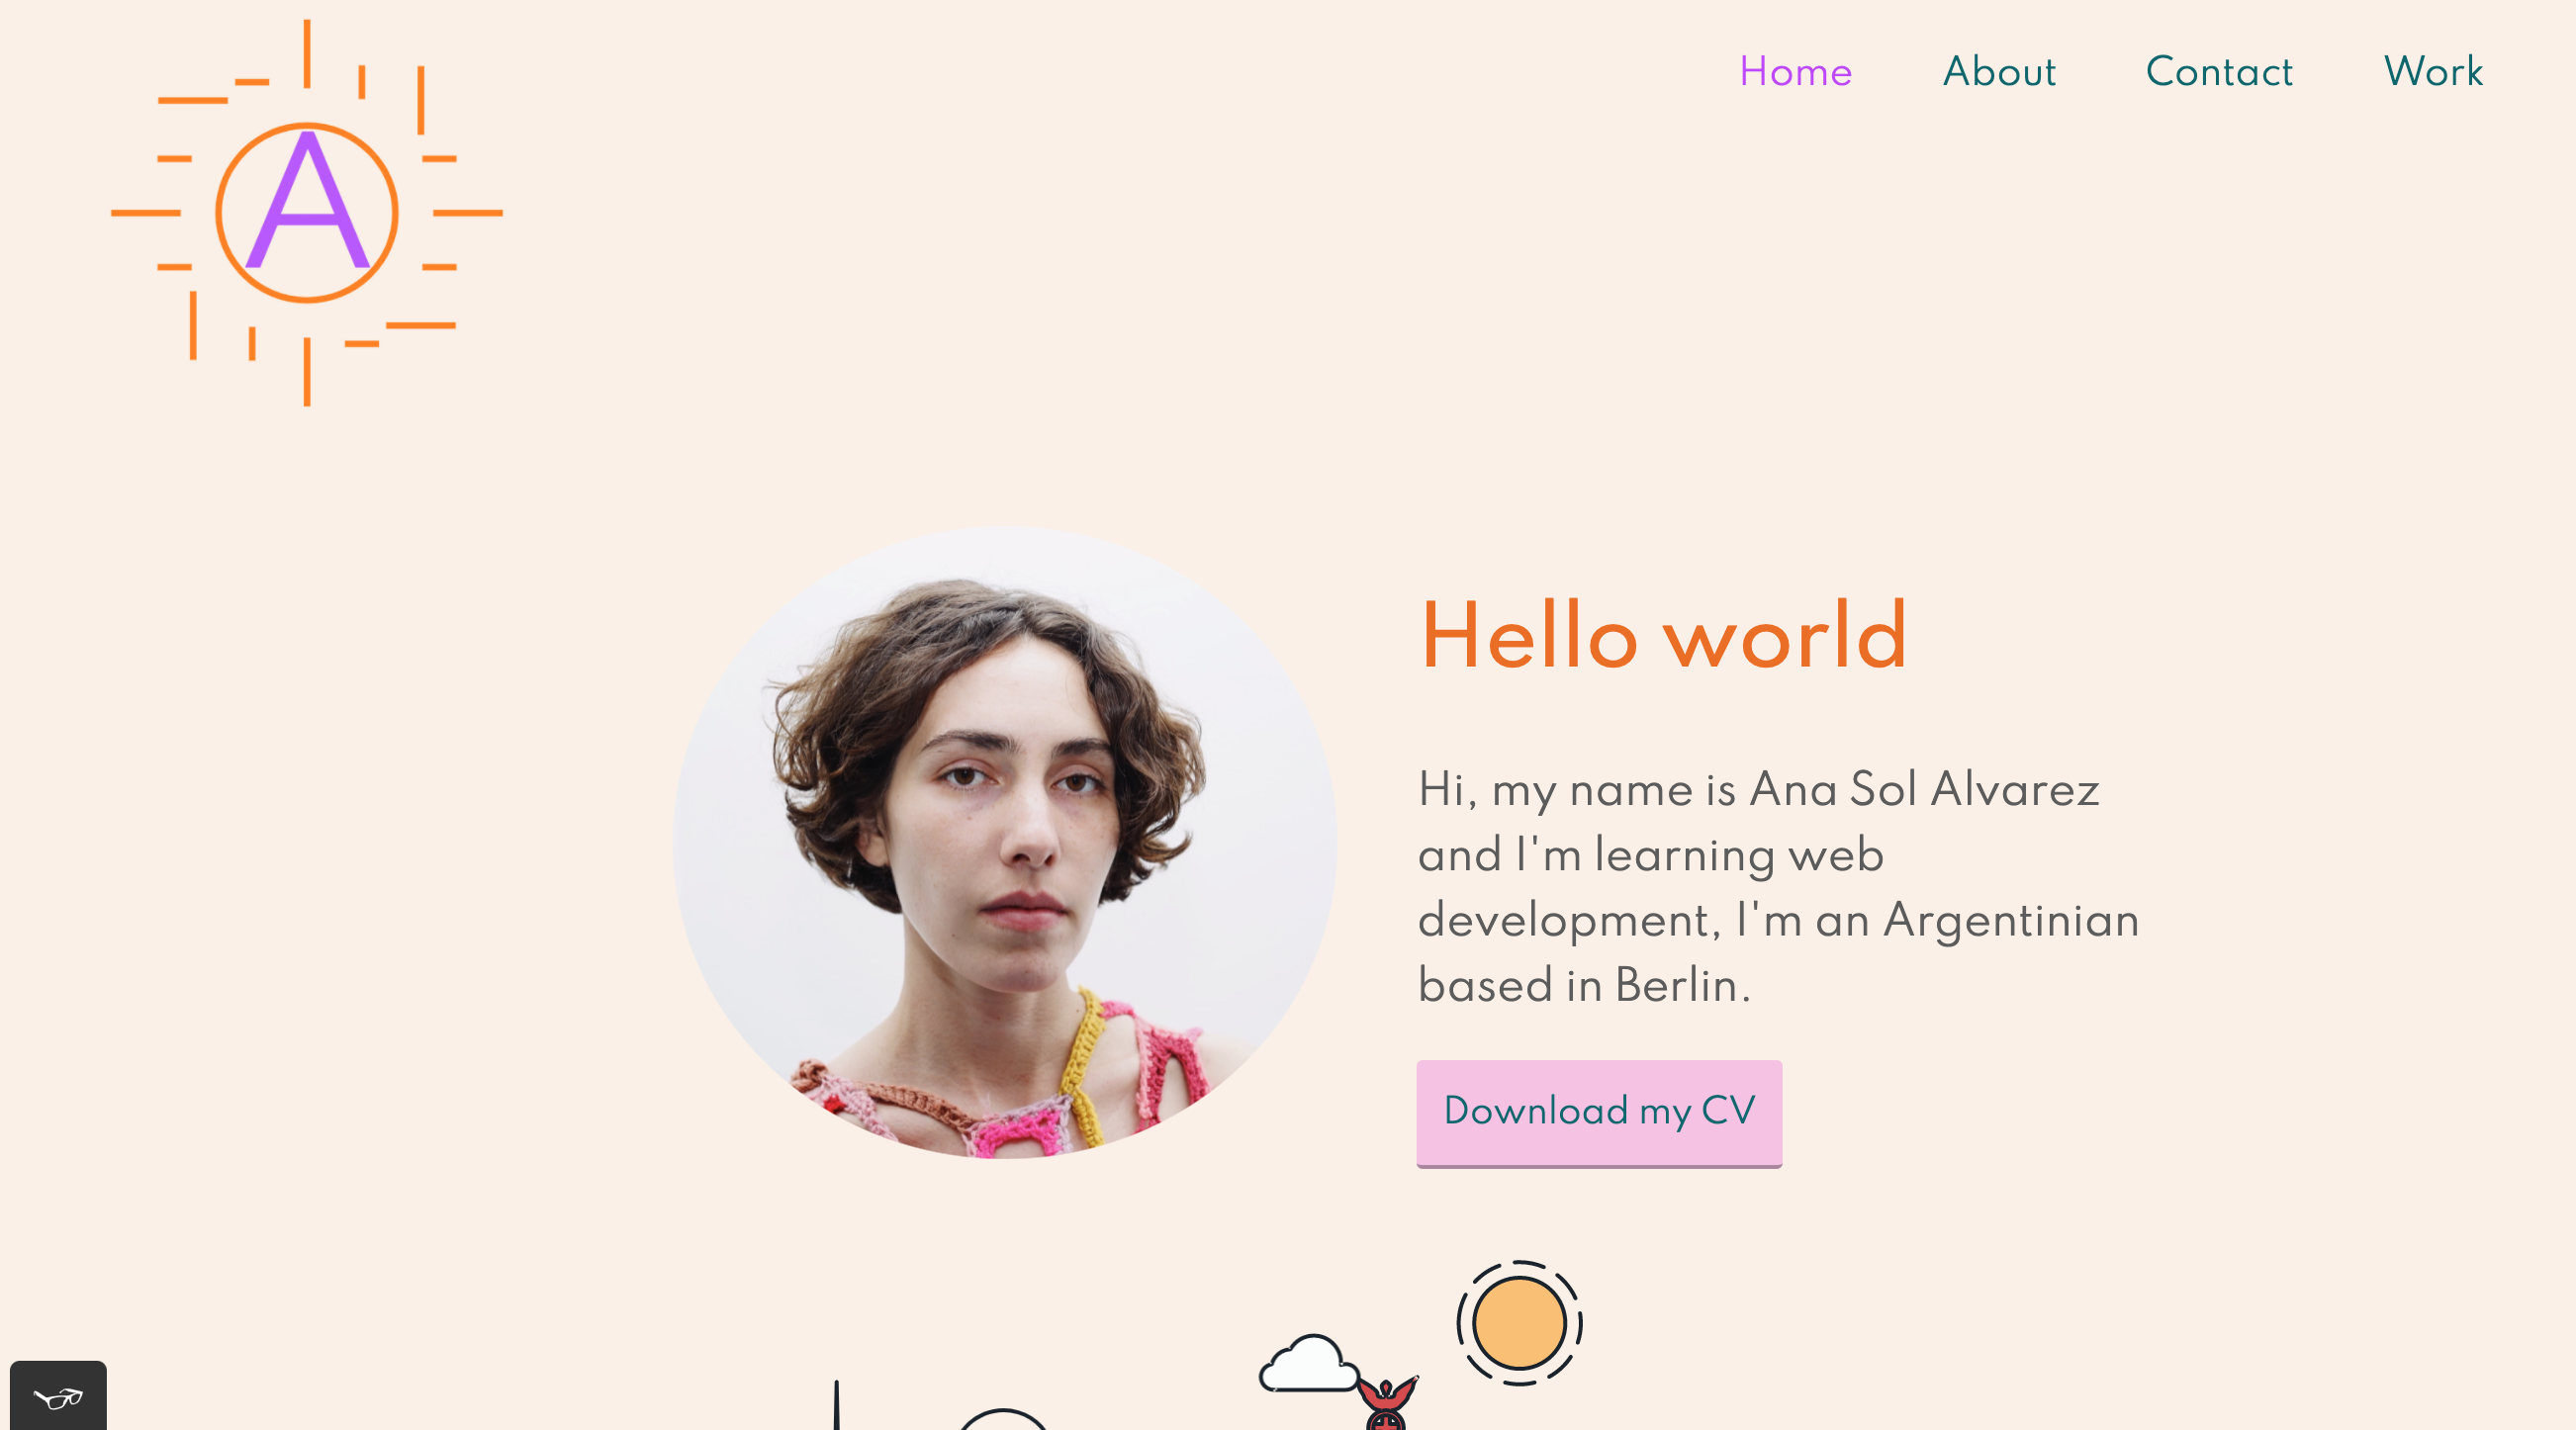 A
Home About Contact Work
Hello world
Hi, my name is Ana Sol Alvarez
and I'm learning web
development, I'm an Argentinian
based in Berlin.
Download my CV